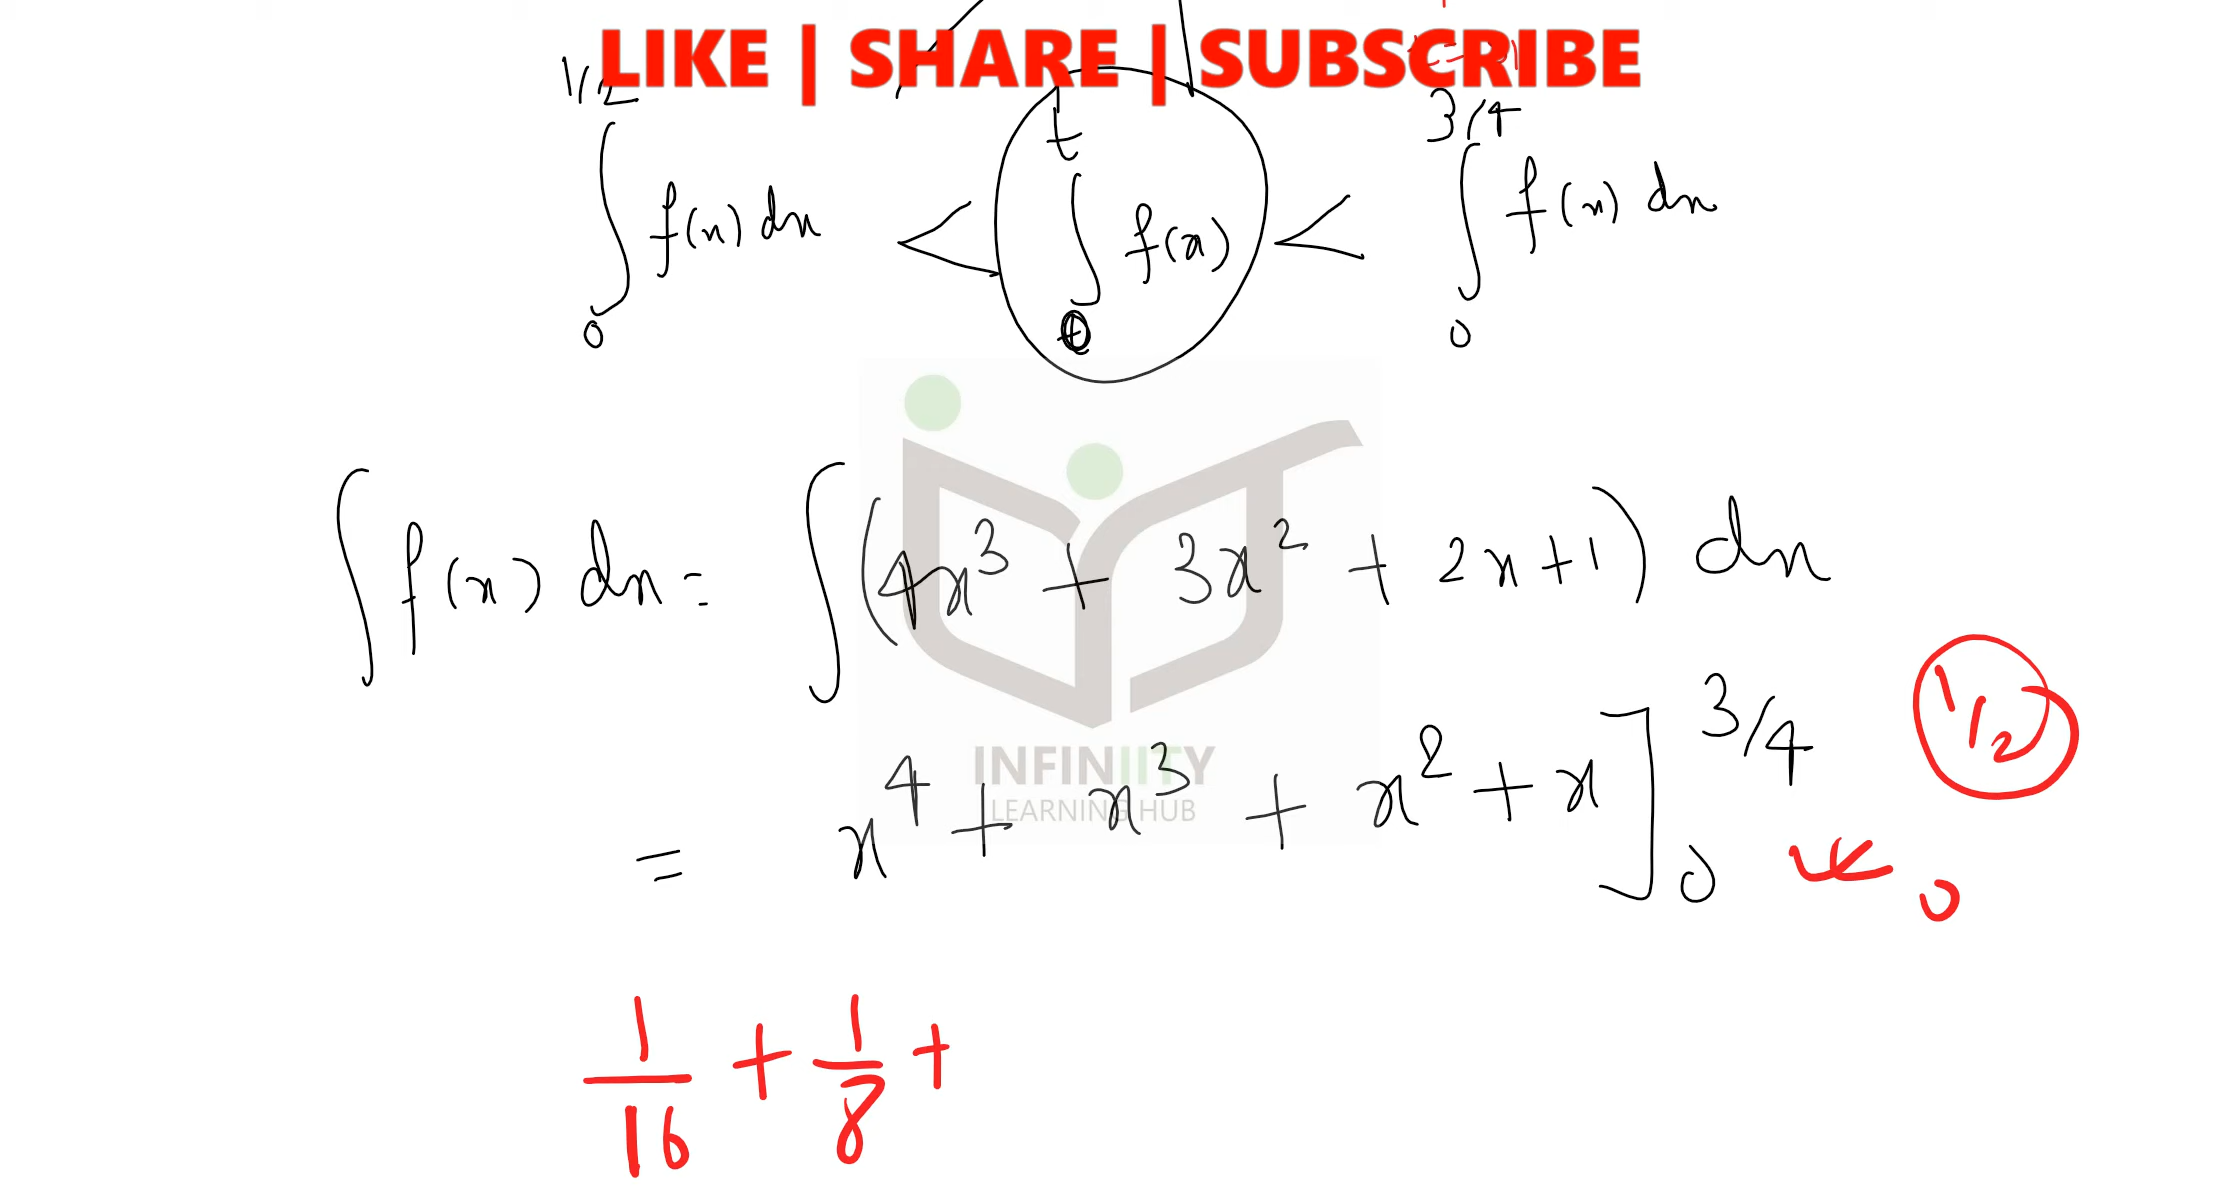 LIKE | SHARE | SUBSCRIBE
1/2 t 3/4
∫ f(x) dx < ∫ f(x) < ∫ f(x) dx
0 0
∫ f(x) dx = ∫ (4x³ + 3x² + 2x + 1) dx
= x⁴ + x³ + x² + x ]₀^3/4 1/2 0
INFINIITY
LEARNING HUB
1/16 + 1/8 +